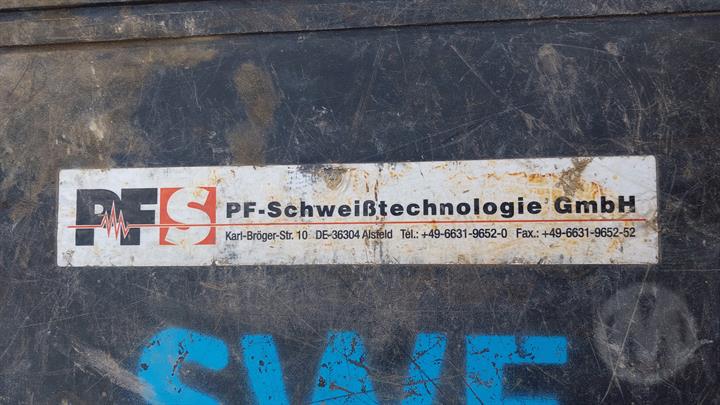 PFS PF-Schweißtechnologie GmbH
Karl-Bröger-Str. 10 DE-36304 Alsfeld Tel.: +49-6631-9652-0 Fax.: +49-6631-9652-52
SWE
M